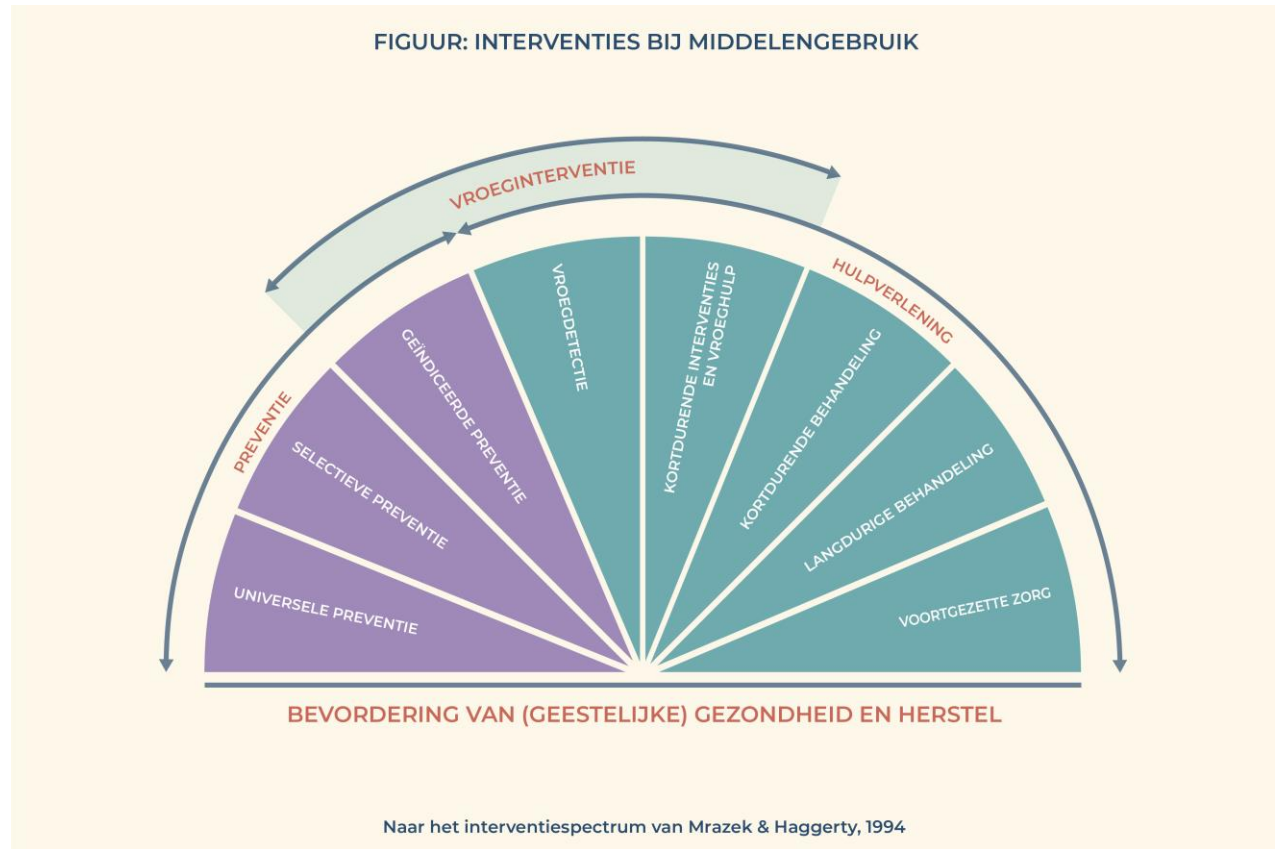 FIGUUR: INTERVENTIES BIJ MIDDELENGEBRUIK
VROEGINTERVENTIE
PREVENTIE
HULPVERLENING
UNIVERSELE PREVENTIE
SELECTIEVE PREVENTIE
GEÏNDICEERDE PREVENTIE
VROEGDETECTIE
KORTDURENDE INTERVENTIES
EN VROEGHULP
KORTDURENDE BEHANDELING
LANGDURIGE BEHANDELING
VOORTGEZETTE ZORG
BEVORDERING VAN (GEESTELIJKE) GEZONDHEID EN HERSTEL
Naar het interventiespectrum van Mrazek & Haggerty, 1994